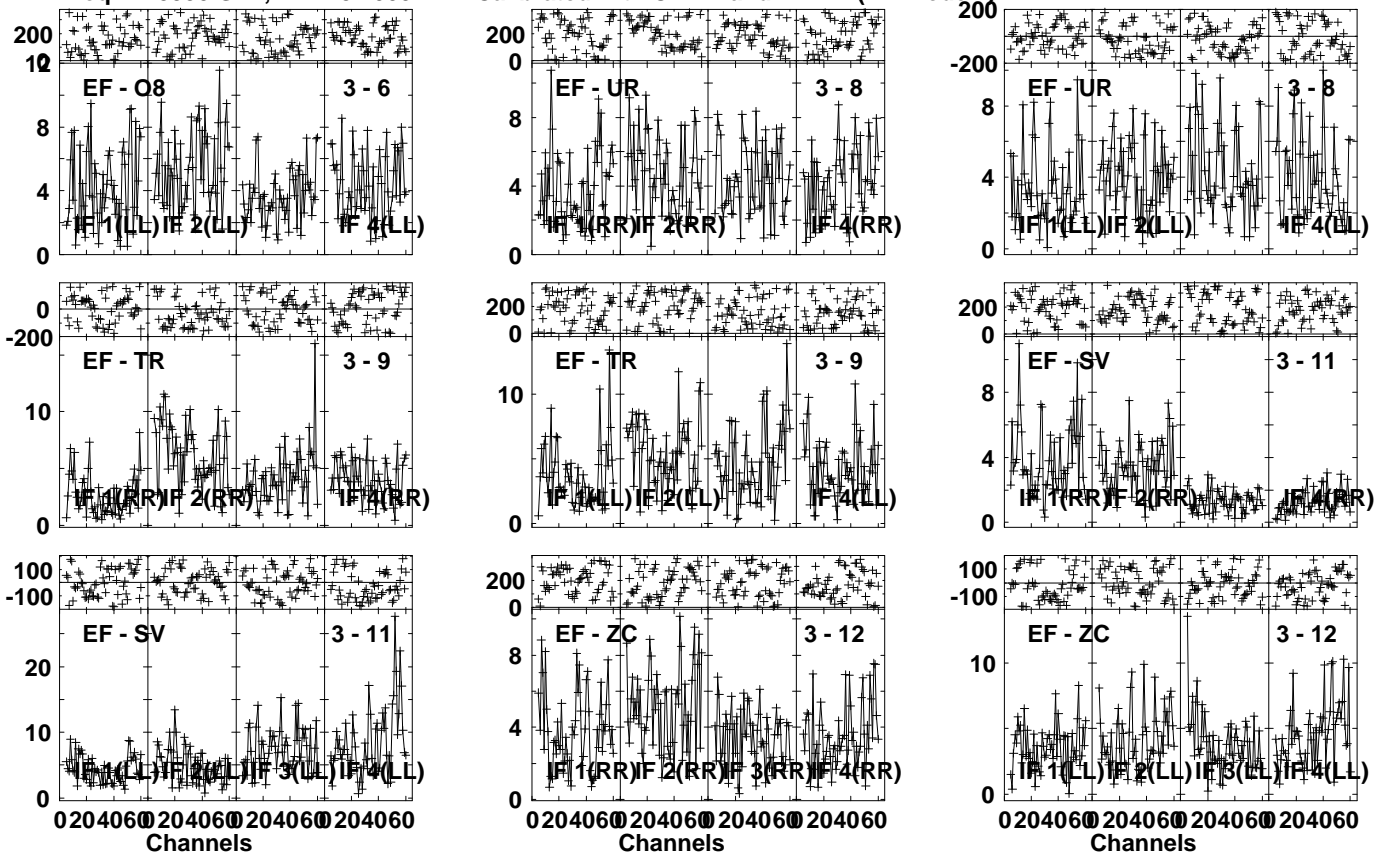 200
0
10
8
4
0
EF - O8
3 - 6
IF 1(LL)
IF 2(LL)
IF 4(LL)
200
0
8
4
0
EF - UR
3 - 8
IF 1(RR)
IF 2(RR)
IF 4(RR)
200
-200
8
4
0
EF - UR
3 - 8
IF 1(LL)
IF 2(LL)
IF 4(LL)
0
-200
10
0
EF - TR
3 - 9
IF 1(RR)
IF 2(RR)
IF 4(RR)
200
0
10
0
EF - TR
3 - 9
IF 1(LL)
IF 2(LL)
IF 4(LL)
200
0
8
4
0
EF - SV
3 - 11
IF 1(RR)
IF 2(RR)
IF 4(RR)
100
-100
20
10
0
EF - SV
3 - 11
IF 1(LL)
IF 2(LL)
IF 3(LL)
IF 4(LL)
0 20 40 60 0 20 40 60 0 20 40 60 0 20 40 60
Channels
200
0
8
4
0
EF - ZC
3 - 12
IF 1(RR)
IF 2(RR)
IF 3(RR)
IF 4(RR)
0 20 40 60 0 20 40 60 0 20 40 60 0 20 40 60
Channels
100
-100
10
0
EF - ZC
3 - 12
IF 1(LL)
IF 2(LL)
IF 3(LL)
IF 4(LL)
0 20 40 60 0 20 40 60 0 20 40 60 0 20 40 60
Channels